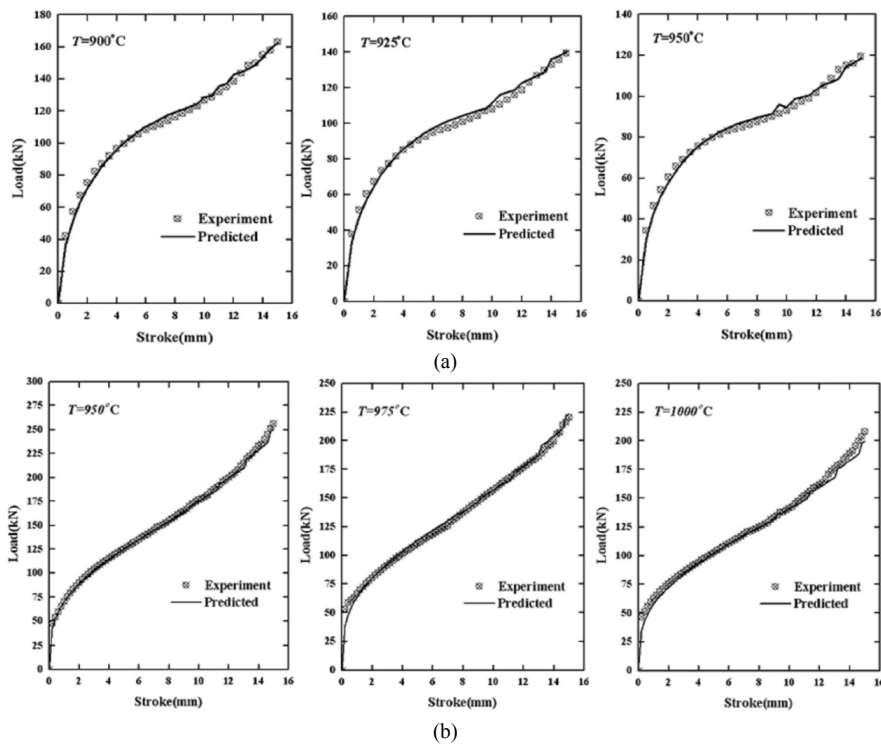 T=900°C
Load(kN)
180
160
140
120
100
80
60
40
20
0
Experiment
Predicted
0 2 4 6 8 10 12 14 16
Stroke(mm)
T=925°C
Load(kN)
160
140
120
100
80
60
40
20
0
Experiment
Predicted
0 2 4 6 8 10 12 14 16
Stroke(mm)
T=950°C
Load(kN)
140
120
100
80
60
40
20
0
Experiment
Predicted
0 2 4 6 8 10 12 14 16
Stroke(mm)
(a)
T=950°C
Load(kN)
300
275
250
225
200
175
150
125
100
75
50
25
0
Experiment
Predicted
0 2 4 6 8 10 12 14 16
Stroke(mm)
T=975°C
Load(kN)
250
225
200
175
150
125
100
75
50
25
0
Experiment
Predicted
0 2 4 6 8 10 12 14 16
Stroke(mm)
T=1000°C
Load(kN)
250
225
200
175
150
125
100
75
50
25
0
Experiment
Predicted
0 2 4 6 8 10 12 14 16
Stroke(mm)
(b)